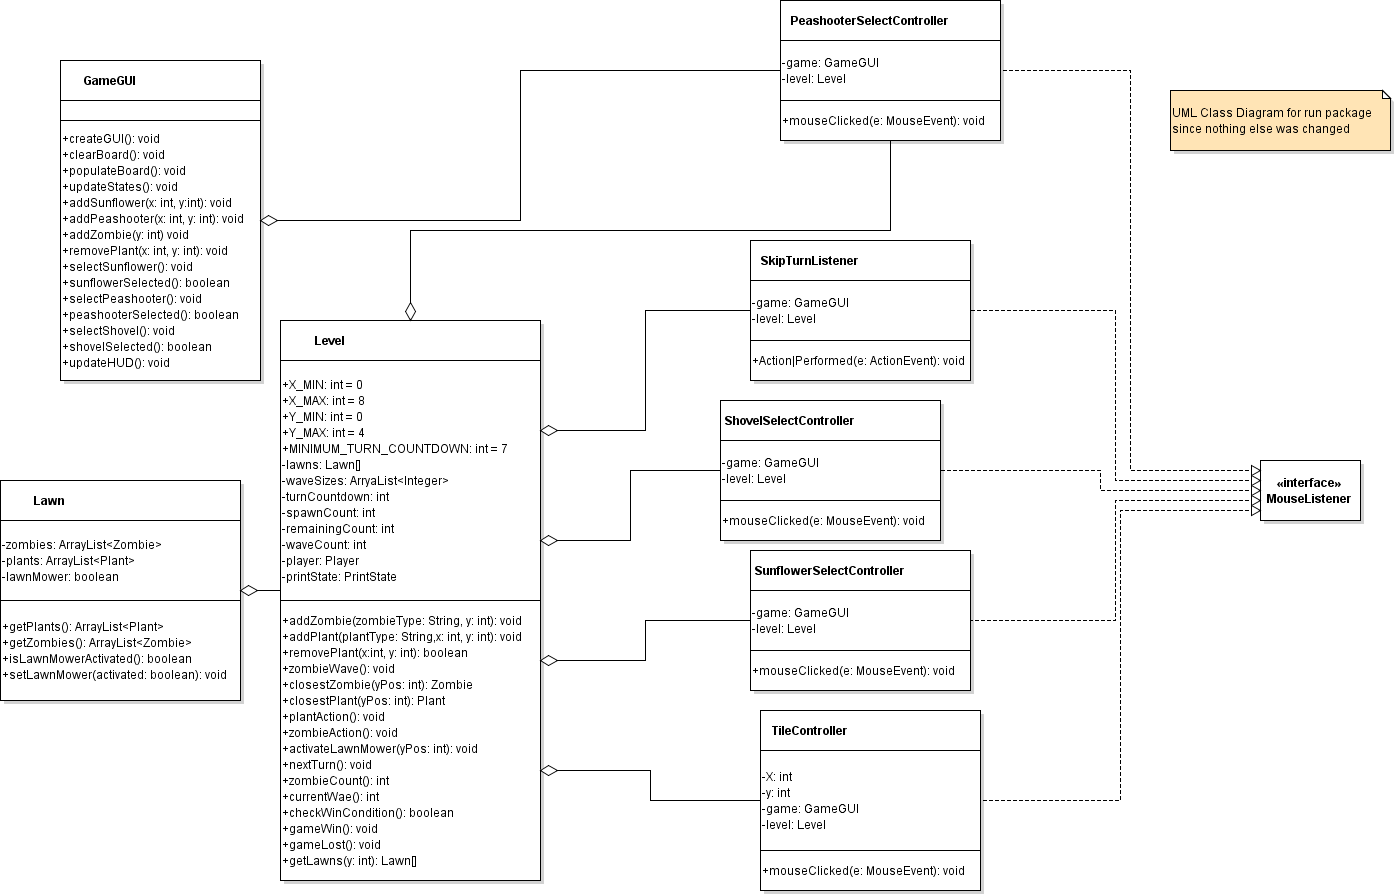 PeashooterSelectController
-game: GameGUI
-level: Level
+mouseClicked(e: MouseEvent): void
GameGUI
+createGUI(): void
+clearBoard(): void
+populateBoard(): void
+updateStates(): void
+addSunflower(x: int, y:int): void
+addPeashooter(x: int, y: int): void
+addZombie(y: int) void
+removePlant(x: int, y: int): void
+selectSunflower(): void
+sunflowerSelected(): boolean
+selectPeashooter(): void
+peashooterSelected(): boolean
+selectShovel(): void
+shovelSelected(): boolean
+updateHUD(): void
UML Class Diagram for run package
since nothing else was changed
SkipTurnListener
-game: GameGUI
-level: Level
+Action|Performed(e: ActionEvent): void
Level
+X_MIN: int = 0
+X_MAX: int = 8
+Y_MIN: int = 0
+Y_MAX: int = 4
+MINIMUM_TURN_COUNTDOWN: int = 7
-lawns: Lawn[]
-waveSizes: ArryaList<Integer>
-turnCountdown: int
-spawnCount: int
-remainingCount: int
-waveCount: int
-player: Player
-printState: PrintState
+addZombie(zombieType: String, y: int): void
+addPlant(plantType: String,x: int, y: int): void
+removePlant(x:int, y: int): boolean
+zombieWave(): void
+closestZombie(yPos: int): Zombie
+closestPlant(yPos: int): Plant
+plantAction(): void
+zombieAction(): void
+activateLawnMower(yPos: int): void
+nextTurn(): void
+zombieCount(): int
+currentWae(): int
+checkWinCondition(): boolean
+gameWin(): void
+gameLost(): void
+getLawns(y: int): Lawn[]
ShovelSelectController
-game: GameGUI
-level: Level
+mouseClicked(e: MouseEvent): void
«interface»
MouseListener
Lawn
-zombies: ArrayList<Zombie>
-plants: ArrayList<Plant>
-lawnMower: boolean
+getPlants(): ArrayList<Plant>
+getZombies(): ArrayList<Zombie>
+isLawnMowerActivated(): boolean
+setLawnMower(activated: boolean): void
SunflowerSelectController
-game: GameGUI
-level: Level
+mouseClicked(e: MouseEvent): void
TileController
-X: int
-y: int
-game: GameGUI
-level: Level
+mouseClicked(e: MouseEvent): void